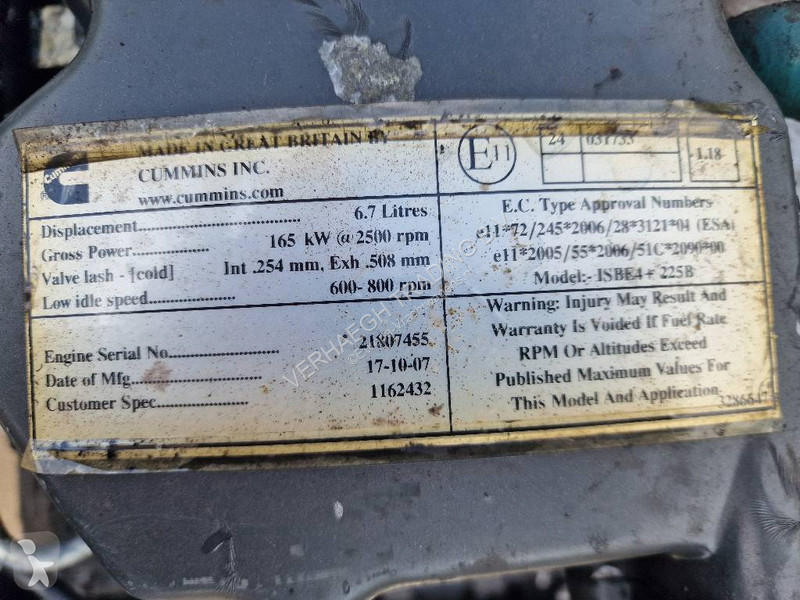 MADE IN GREAT BRITAIN BY
CUMMINS INC.
www.cummins.com
Displacement 6.7 Litres
Gross Power 165 kW @ 2500 rpm
Valve lash - [cold] Int .254 mm, Exh .508 mm
Low idle speed 600- 800 rpm
Engine Serial No. 21807455
Date of Mfg 17-10-07
Customer Spec 1162432
E11
24 031755
1.18
E.C. Type Approval Numbers
e11*72/245*2006/28*3121*04 (ESA)
e11*2005/55*2006/51C*2090*00
Model:- ISBE4+ 225B
Warning: Injury May Result And
Warranty Is Voided If Fuel Rate
RPM Or Altitudes Exceed
Published Maximum Values For
This Model And Application
3286647
VERHAEGH TRADING